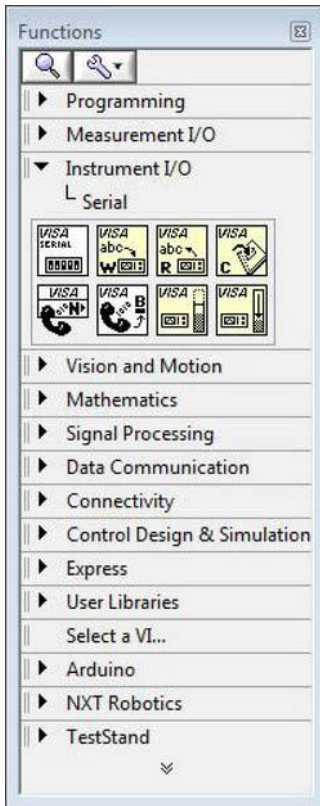 Functions
Programming
Measurement I/O
Instrument I/O
Serial
VISA SERIAL
VISA abc W
VISA abc R
VISA C
VISA N
VISA B
VISA
VISA
Vision and Motion
Mathematics
Signal Processing
Data Communication
Connectivity
Control Design & Simulation
Express
User Libraries
Select a VI...
Arduino
NXT Robotics
TestStand